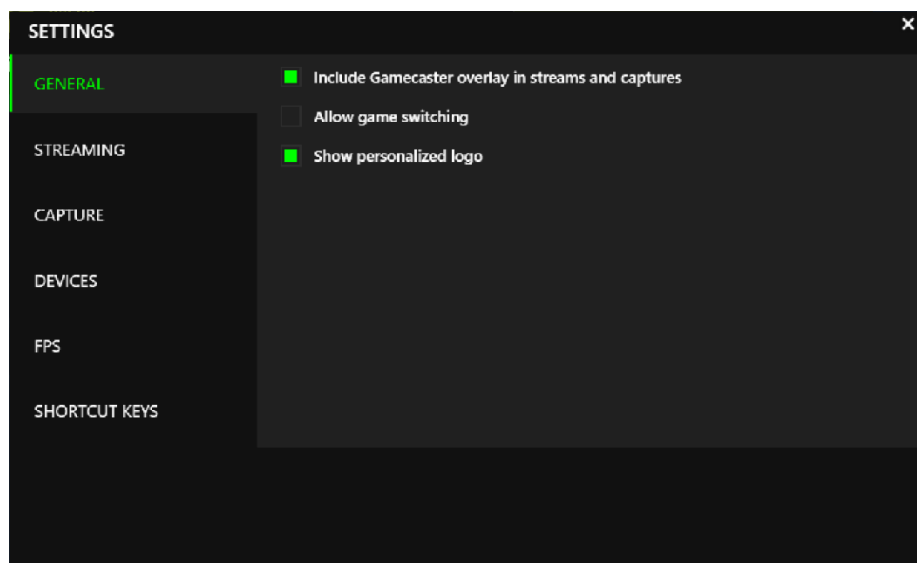 SETTINGS
GENERAL
Include Gamecaster overlay in streams and captures
Allow game switching
STREAMING
Show personalized logo
CAPTURE
DEVICES
FPS
SHORTCUT KEYS